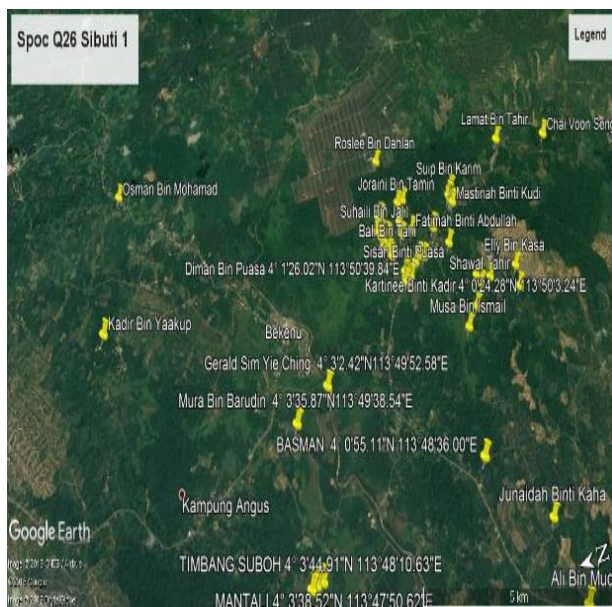 Spoc Q26 Sibuti 1
Legend
Lamat Bin Tahir
Chai Voon Seng
Roslee Bin Dahlan
Suip Bin Karim
Osman Bin Mohamad
Joraini Bin Tamin
Mastinah Binti Kudi
Suhaili Bin Jali
Fatimah Binti Abdullah
Bali Bin Tani
Sisah Binti Puasa
Elly Bin Kasa
Diman Bin Puasa 4° 1'26.02"N 113°50'39.84"E
Shawal Tahir
Kartinee Binti Kadir 4° 0'24.28"N 113°50'3.24"E
Musa Bin Ismail
Kadir Bin Yaakup
Bekenu
Gerald Sim Yie Ching 4° 3'2.42"N113°49'52.58"E
Mura Bin Barudin 4° 3'35.87"N113°49'38.54"E
BASMAN 4° 0'55.11"N 113°48'36.00"E
Junaidah Binti Kaha
Kampung Angus
Google Earth
TIMBANG SUBOH 4° 3'44.91"N 113°48'10.63"E
Ali Bin Mud
MANTALI 4° 3'38.52"N 113°47'50.62"E
5 km